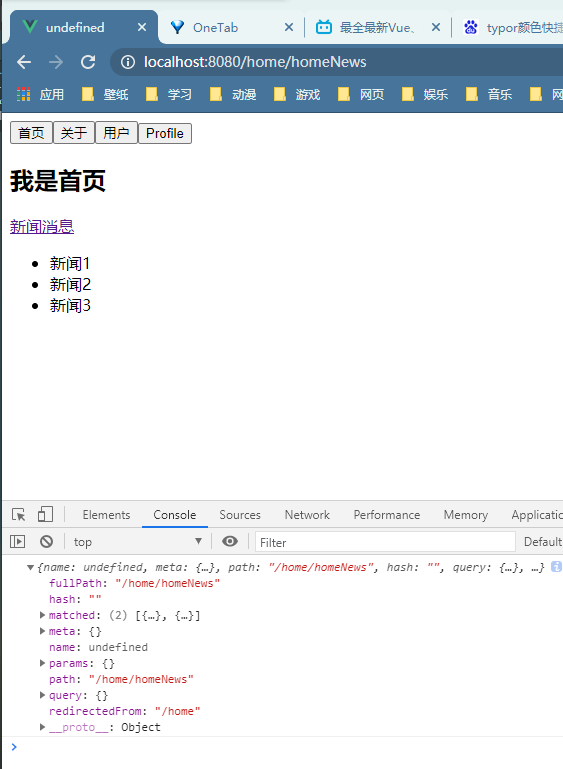 undefined OneTab 最全最新Vue、 typor颜色快捷
localhost:8080/home/homeNews
应用 壁纸 学习 动漫 游戏 网页 娱乐 音乐
首页 关于 用户 Profile
我是首页
新闻消息
新闻1
新闻2
新闻3
Elements Console Sources Network Performance Memory Applicatio
top Filter Default
{name: undefined, meta: {…}, path: "/home/homeNews", hash: "", query: {…}, …}
fullPath: "/home/homeNews"
hash: ""
matched: (2) [{…}, {…}]
meta: {}
name: undefined
params: {}
path: "/home/homeNews"
query: {}
redirectedFrom: "/home"
__proto__: Object